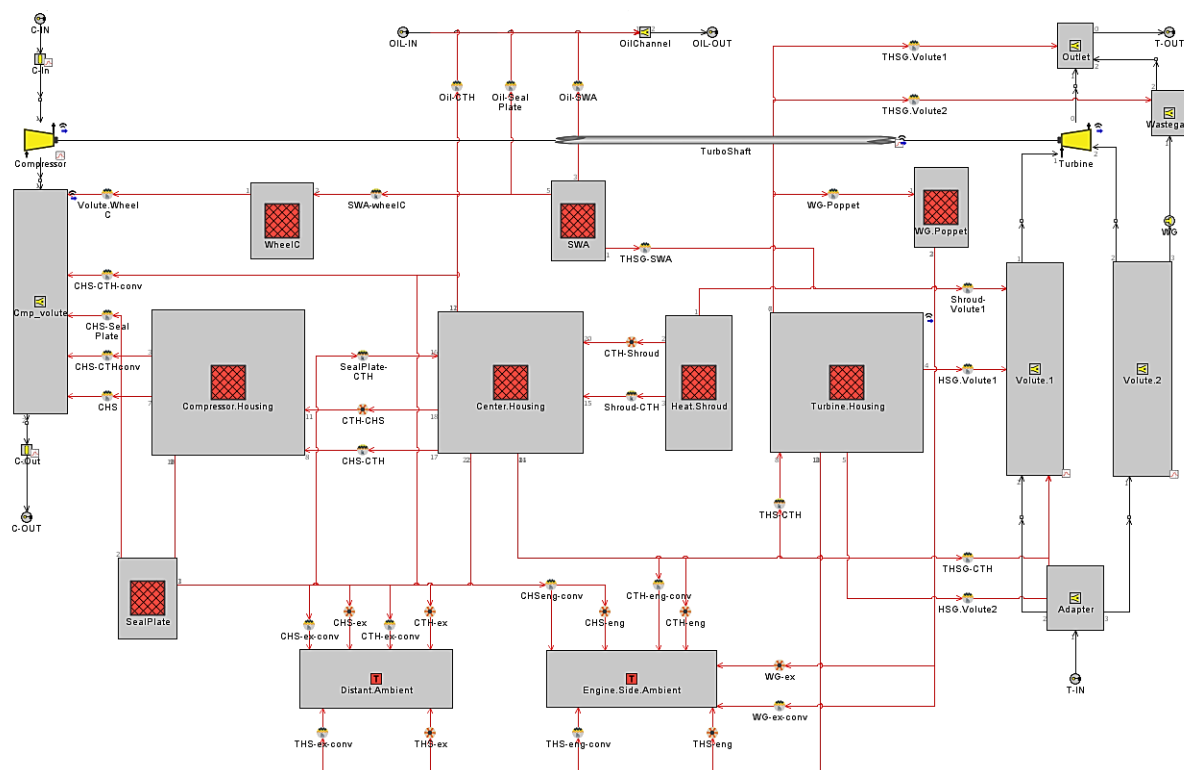 C-IN
C-In
Compressor
OIL-IN
OilChannel
OIL-OUT
Oil-CTH
Oil-Seal
Plate
Oil-SWA
TurboShaft
THSG.Volute1
THSG.Volute2
Outlet
T-OUT
Wastega
Turbine
WG
Volute.Wheel
C
WheelC
SWA-wheelC
SWA
THSG-SWA
WG-Poppet
WG.Poppet
CHS-CTH-conv
Cmp_volute
CHS-Seal
Plate
CHS-CTHconv
CHS
Compressor.Housing
SealPlate-
CTH
CTH-CHS
CHS-CTH
Center.Housing
CTH-Shroud
Shroud-CTH
Heat.Shroud
Turbine.Housing
Shroud-
Volute1
HSG.Volute1
Volute.1
Volute.2
C-Out
C-OUT
THS-CTH
THSG-CTH
HSG.Volute2
Adapter
T-IN
SealPlate
CHS-ex-conv
CHS-ex
CTH-ex-conv
CTH-ex
CHSeng-conv
CHS-eng
CTH-eng-conv
CTH-eng
T
Distant.Ambient
T
Engine.Side.Ambient
WG-ex
WG-ex-conv
THS-ex-conv
THS-ex
THS-eng-conv
THS-eng